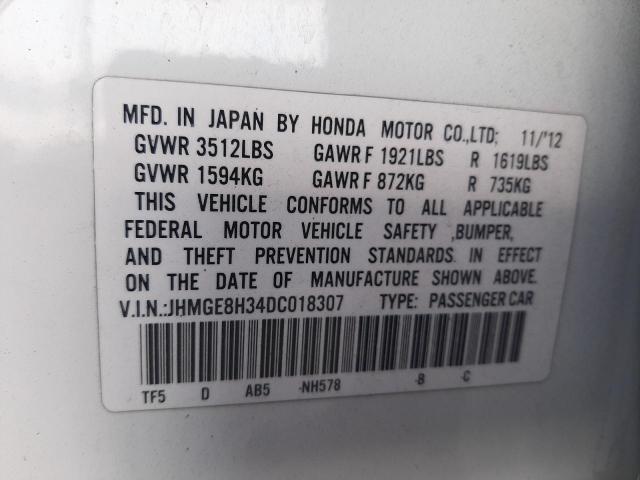 MFD. IN JAPAN BY HONDA MOTOR CO.,LTD; 11/'12
GVWR 3512LBS GAWR F 1921LBS R 1619LBS
GVWR 1594KG GAWR F 872KG R 735KG
THIS VEHICLE CONFORMS TO ALL APPLICABLE
FEDERAL MOTOR VEHICLE SAFETY ,BUMPER,
AND THEFT PREVENTION STANDARDS IN EFFECT
ON THE DATE OF MANUFACTURE SHOWN ABOVE.
V.I.N.:JHMGE8H34DC018307 TYPE: PASSENGER CAR
TF5 D AB5 -NH578 -B -C